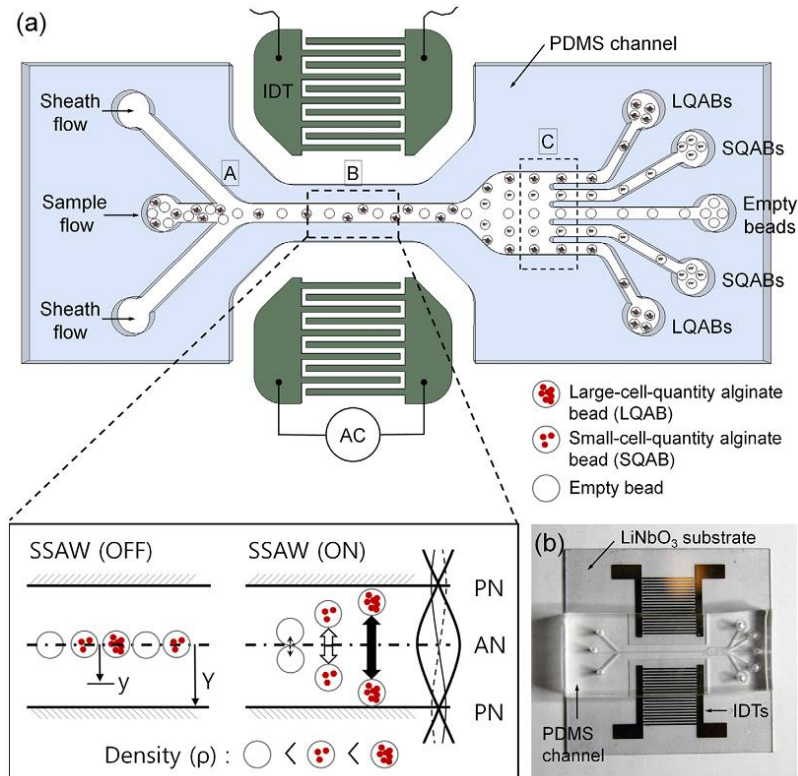 (a)
IDT
PDMS channel
Sheath
flow
Sample
flow
Sheath
flow
A
B
C
LQABs
SQABs
Empty
beads
SQABs
LQABs
AC
Large-cell-quantity alginate
bead (LQAB)
Small-cell-quantity alginate
bead (SQAB)
Empty bead
SSAW (OFF)
SSAW (ON)
PN
AN
PN
y
Y
Density (ρ) : < <
(b)
LiNbO3 substrate
IDTs
PDMS
channel